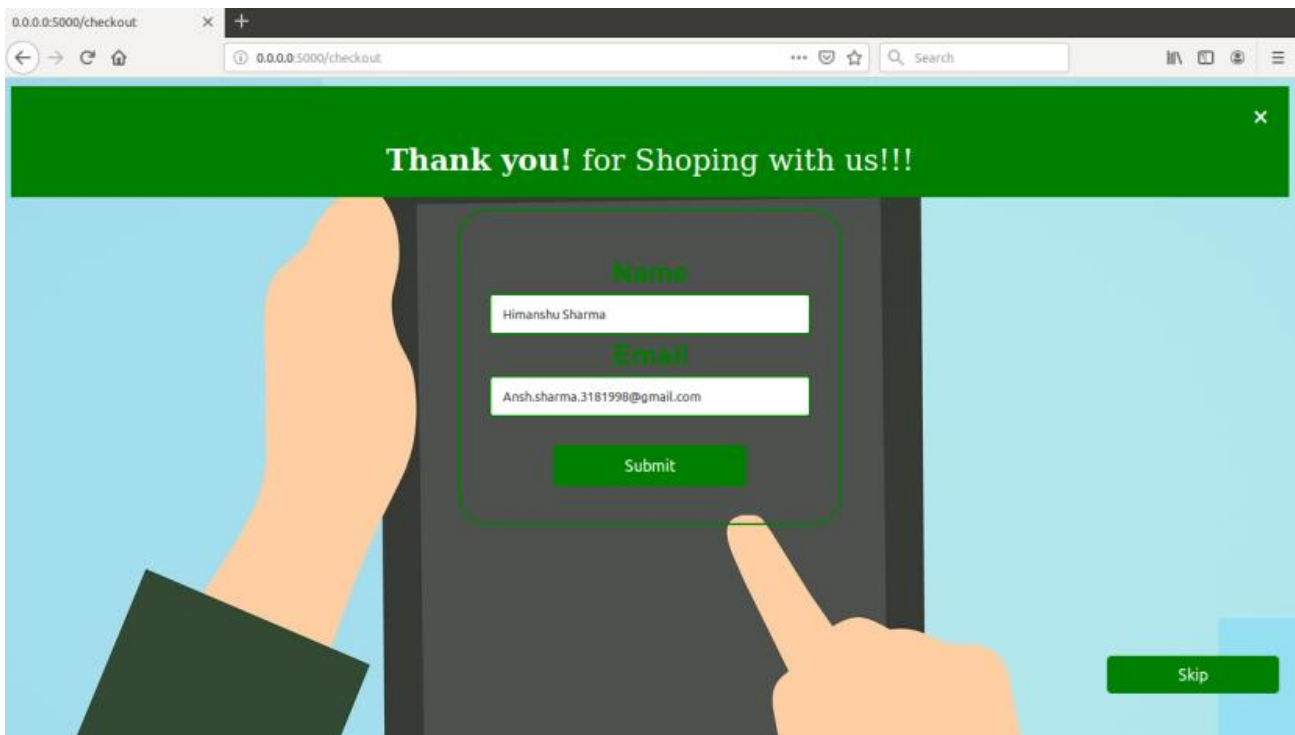 0.0.0.0:5000/checkout
0.0.0.0:5000/checkout
Search
Thank you! for Shoping with us!!!
Name
Himanshu Sharma
Email
Ansh.sharma.3181998@gmail.com
Submit
Skip